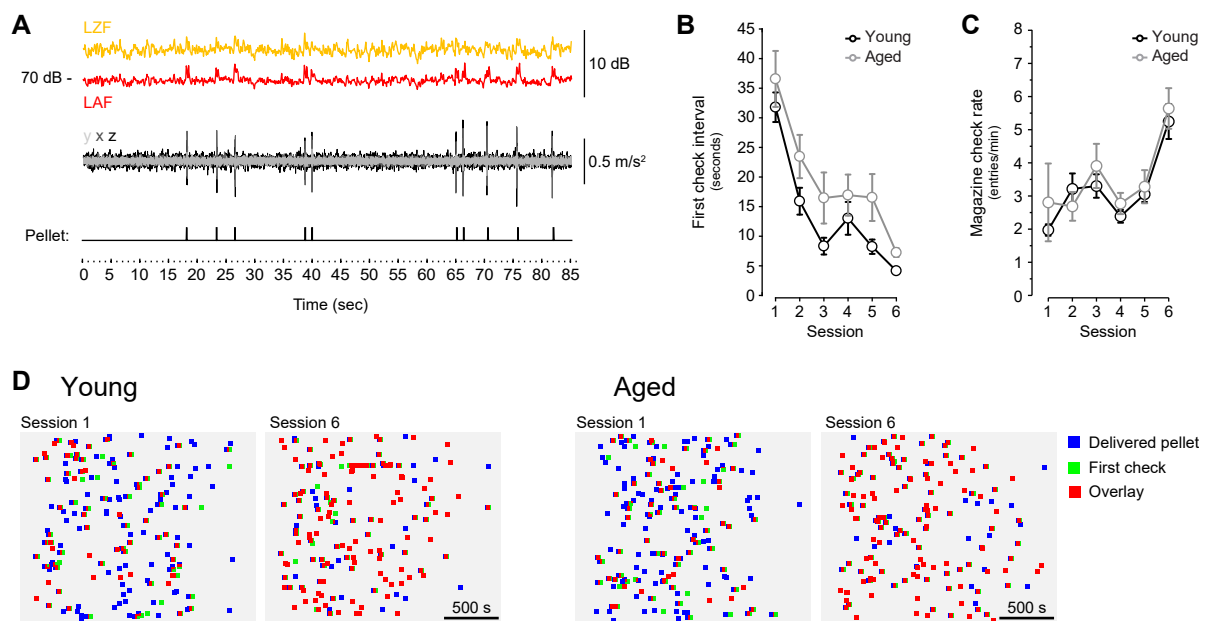 A
LZF
70 dB -
10 dB
LAF
y x z
0.5 m/s²
Pellet:
0 5 10 15 20 25 30 35 40 45 50 55 60 65 70 75 80 85
Time (sec)
B
45
40
35
30
25
20
15
10
5
0
First check interval
(seconds)
Young
Aged
1 2 3 4 5 6
Session
C
8
7
6
5
4
3
2
1
0
Magazine check rate
(entries/min)
Young
Aged
1 2 3 4 5 6
Session
D
Young
Session 1
Session 6
500 s
Aged
Session 1
Session 6
500 s
Delivered pellet
First check
Overlay